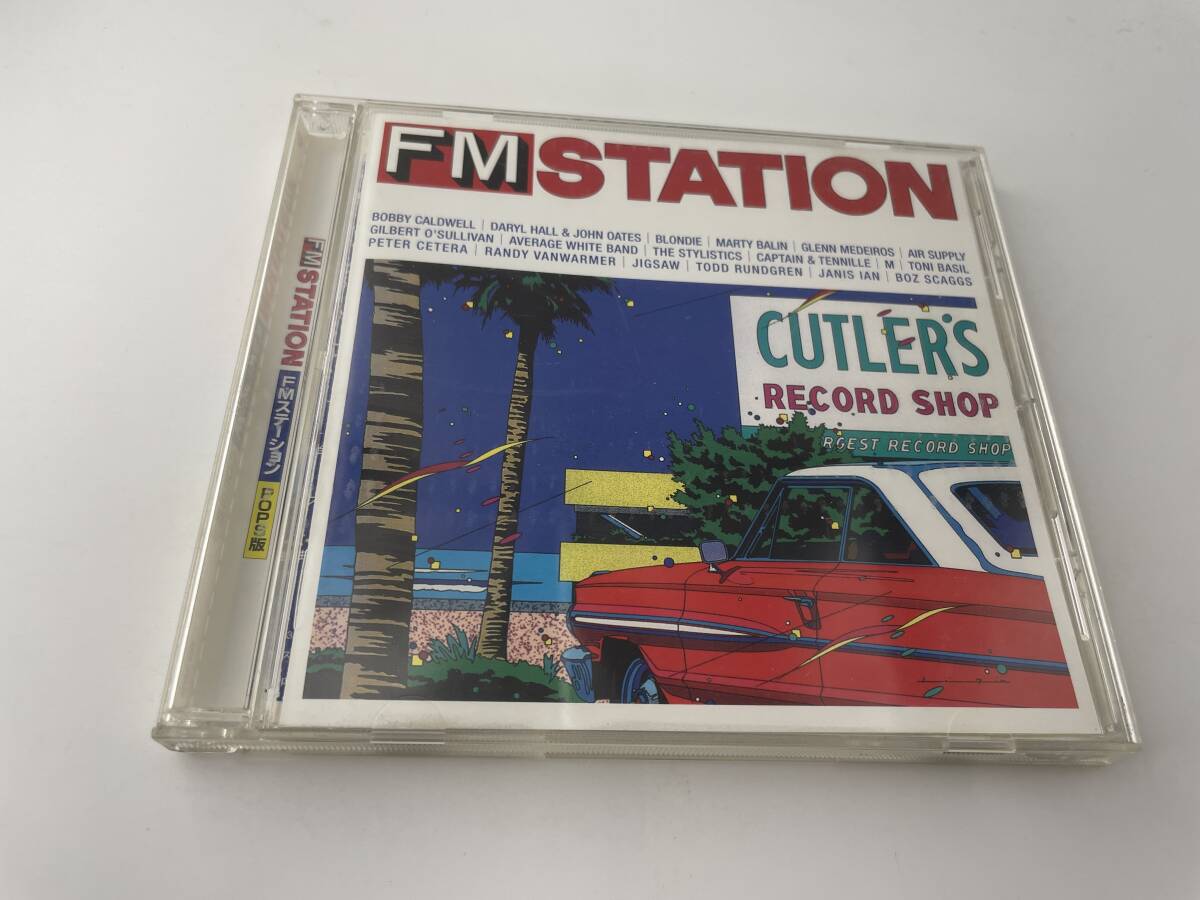 FM STATION
BOBBY CALDWELL | DARYL HALL & JOHN OATES | BLONDIE | MARTY BALIN | GLENN MEDEIROS | AIR SUPPLY
GILBERT O'SULLIVAN | AVERAGE WHITE BAND | THE STYLISTICS | CAPTAIN & TENNILLE | M | TONI BASIL
PETER CETERA | RANDY VANWARMER | JIGSAW | TODD RUNDGREN | JANIS IAN | BOZ SCAGGS
CUTLER'S
RECORD SHOP
RGEST RECORD SHOP
FM STATION FMステーション POPS版